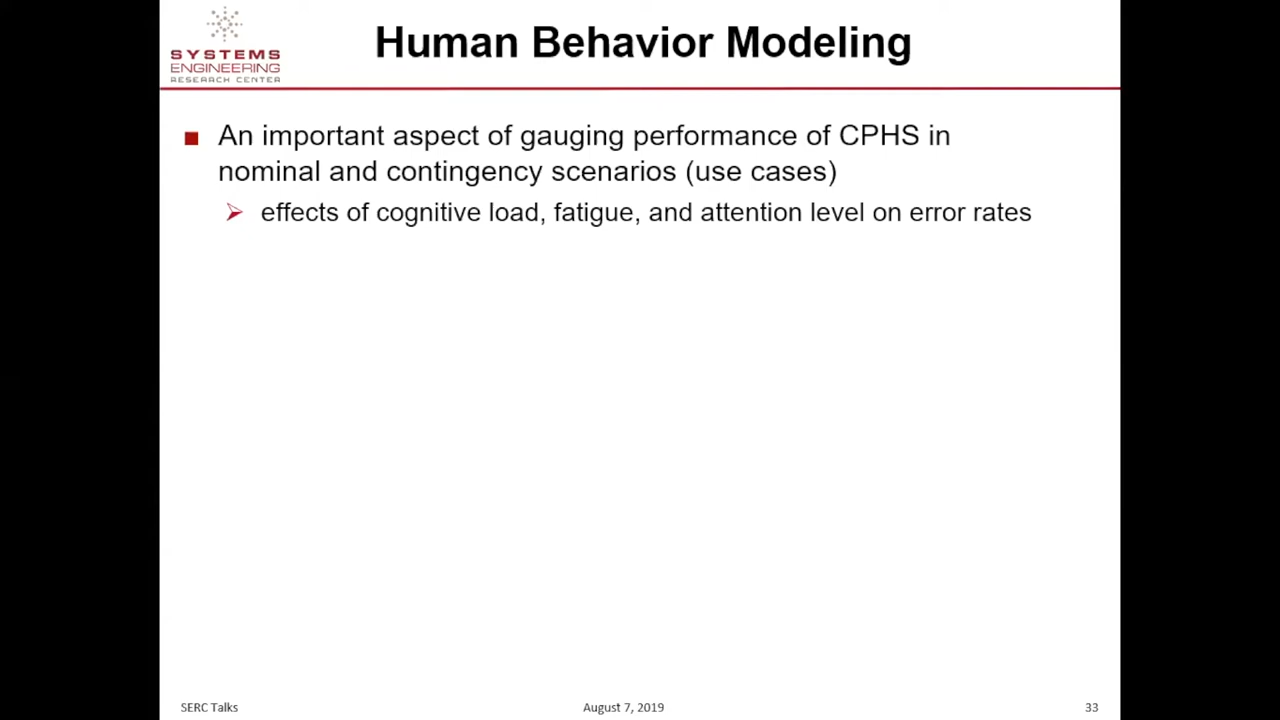 SYSTEMS
ENGINEERING
RESEARCH CENTER
Human Behavior Modeling
An important aspect of gauging performance of CPHS in
nominal and contingency scenarios (use cases)
effects of cognitive load, fatigue, and attention level on error rates
SERC Talks
August 7, 2019
33